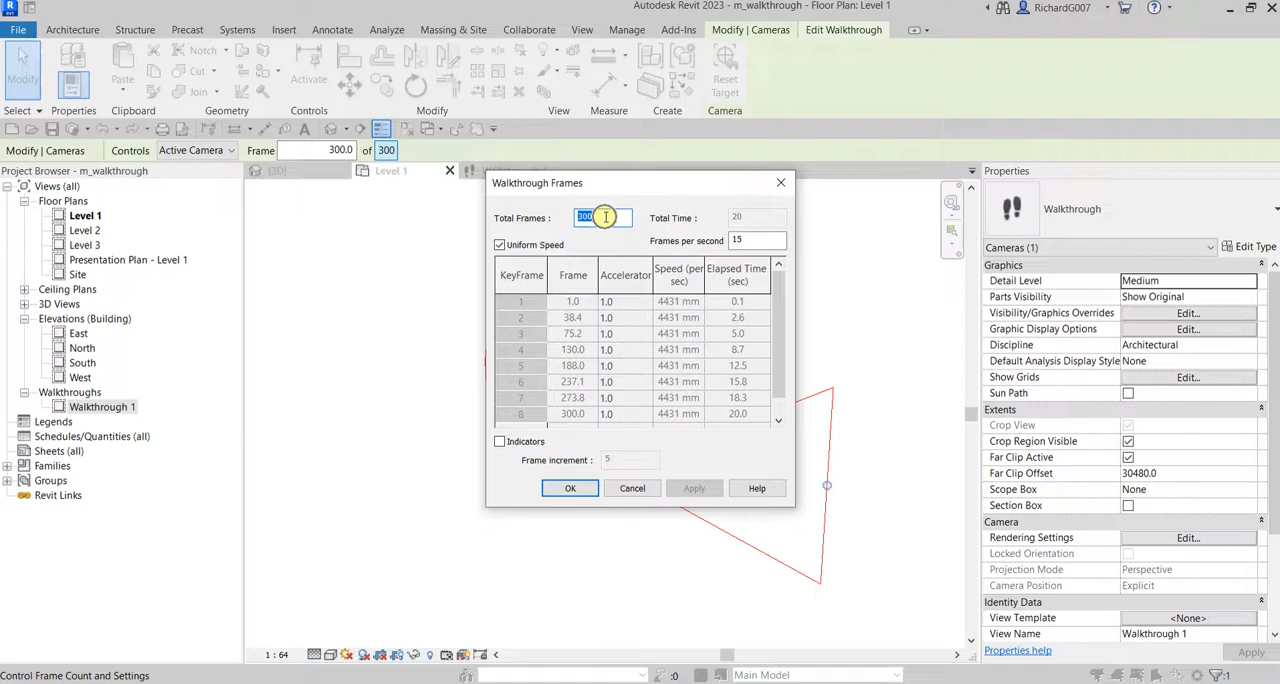 Autodesk Revit 2023 - m_walkthrough - Floor Plan: Level 1
RichardG007
File Architecture Structure Precast Systems Insert Annotate Analyze Massing & Site Collaborate View Manage Add-Ins Modify | Cameras Edit Walkthrough
Modify Paste Notch Cut Join Activate Reset Target
Select Properties Clipboard Geometry Controls Modify View Measure Create Camera
Modify | Cameras Controls Active Camera Frame 300.0 of 300
Project Browser - m_walkthrough
Views (all)
Floor Plans
Level 1
Level 2
Level 3
Presentation Plan - Level 1
Site
Ceiling Plans
3D Views
Elevations (Building)
East
North
South
West
Walkthroughs
Walkthrough 1
Legends
Schedules/Quantities (all)
Sheets (all)
Families
Groups
Revit Links
{3D} Level 1
Walkthrough Frames
Total Frames : 300 Total Time : 20
Uniform Speed Frames per second 15
KeyFrame Frame Accelerator Speed (per sec) Elapsed Time (sec)
1 1.0 1.0 4431 mm 0.1
2 38.4 1.0 4431 mm 2.6
3 75.2 1.0 4431 mm 5.0
4 130.0 1.0 4431 mm 8.7
5 188.0 1.0 4431 mm 12.5
6 237.1 1.0 4431 mm 15.8
7 273.8 1.0 4431 mm 18.3
8 300.0 1.0 4431 mm 20.0
Indicators
Frame increment : 5
OK Cancel Apply Help
Properties
Walkthrough
Cameras (1) Edit Type
Graphics
Detail Level Medium
Parts Visibility Show Original
Visibility/Graphics Overrides Edit...
Graphic Display Options Edit...
Discipline Architectural
Default Analysis Display Style None
Show Grids Edit...
Sun Path
Extents
Crop View
Crop Region Visible
Far Clip Active
Far Clip Offset 30480.0
Scope Box None
Section Box
Camera
Rendering Settings Edit...
Locked Orientation
Projection Mode Perspective
Camera Position Explicit
Identity Data
View Template <None>
View Name Walkthrough 1
Properties help Apply
1 : 64
Control Frame Count and Settings :0 Main Model :1